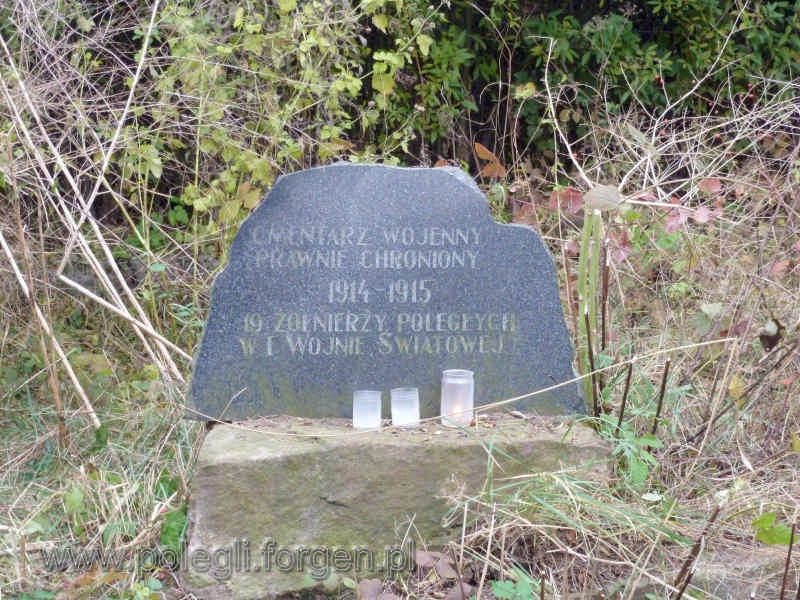 CMENTARZ WOJENNY
PRAWNIE CHRONIONY
1914-1915
19 ŻOŁNIERZY POLEGŁYCH
W I WOJNIE ŚWIATOWEJ
www.polegli.forgen.pl